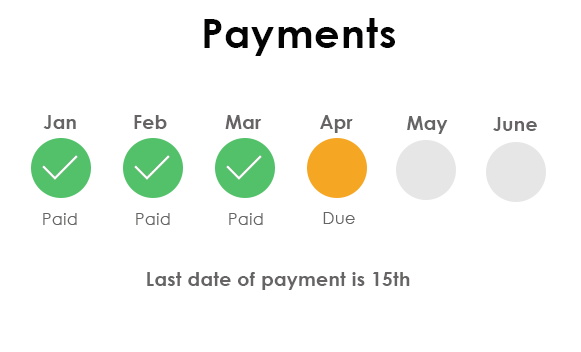 Payments
Jan Feb Mar Apr May June
Paid Paid Paid Due
Last date of payment is 15th